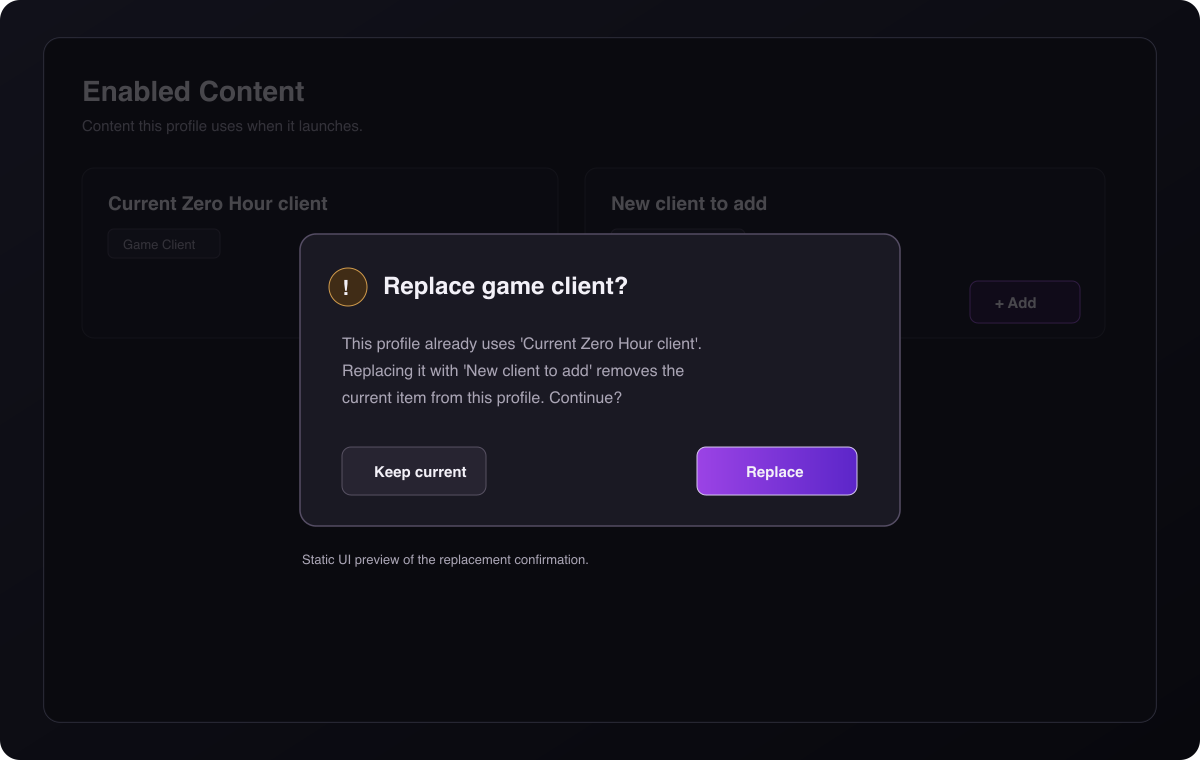 Enabled Content
Content this profile uses when it launches.
Current Zero Hour client
New client to add
Game Client
+ Add
!
Replace game client?
This profile already uses 'Current Zero Hour client'.
Replacing it with 'New client to add' removes the
current item from this profile. Continue?
Keep current
Replace
Static UI preview of the replacement confirmation.